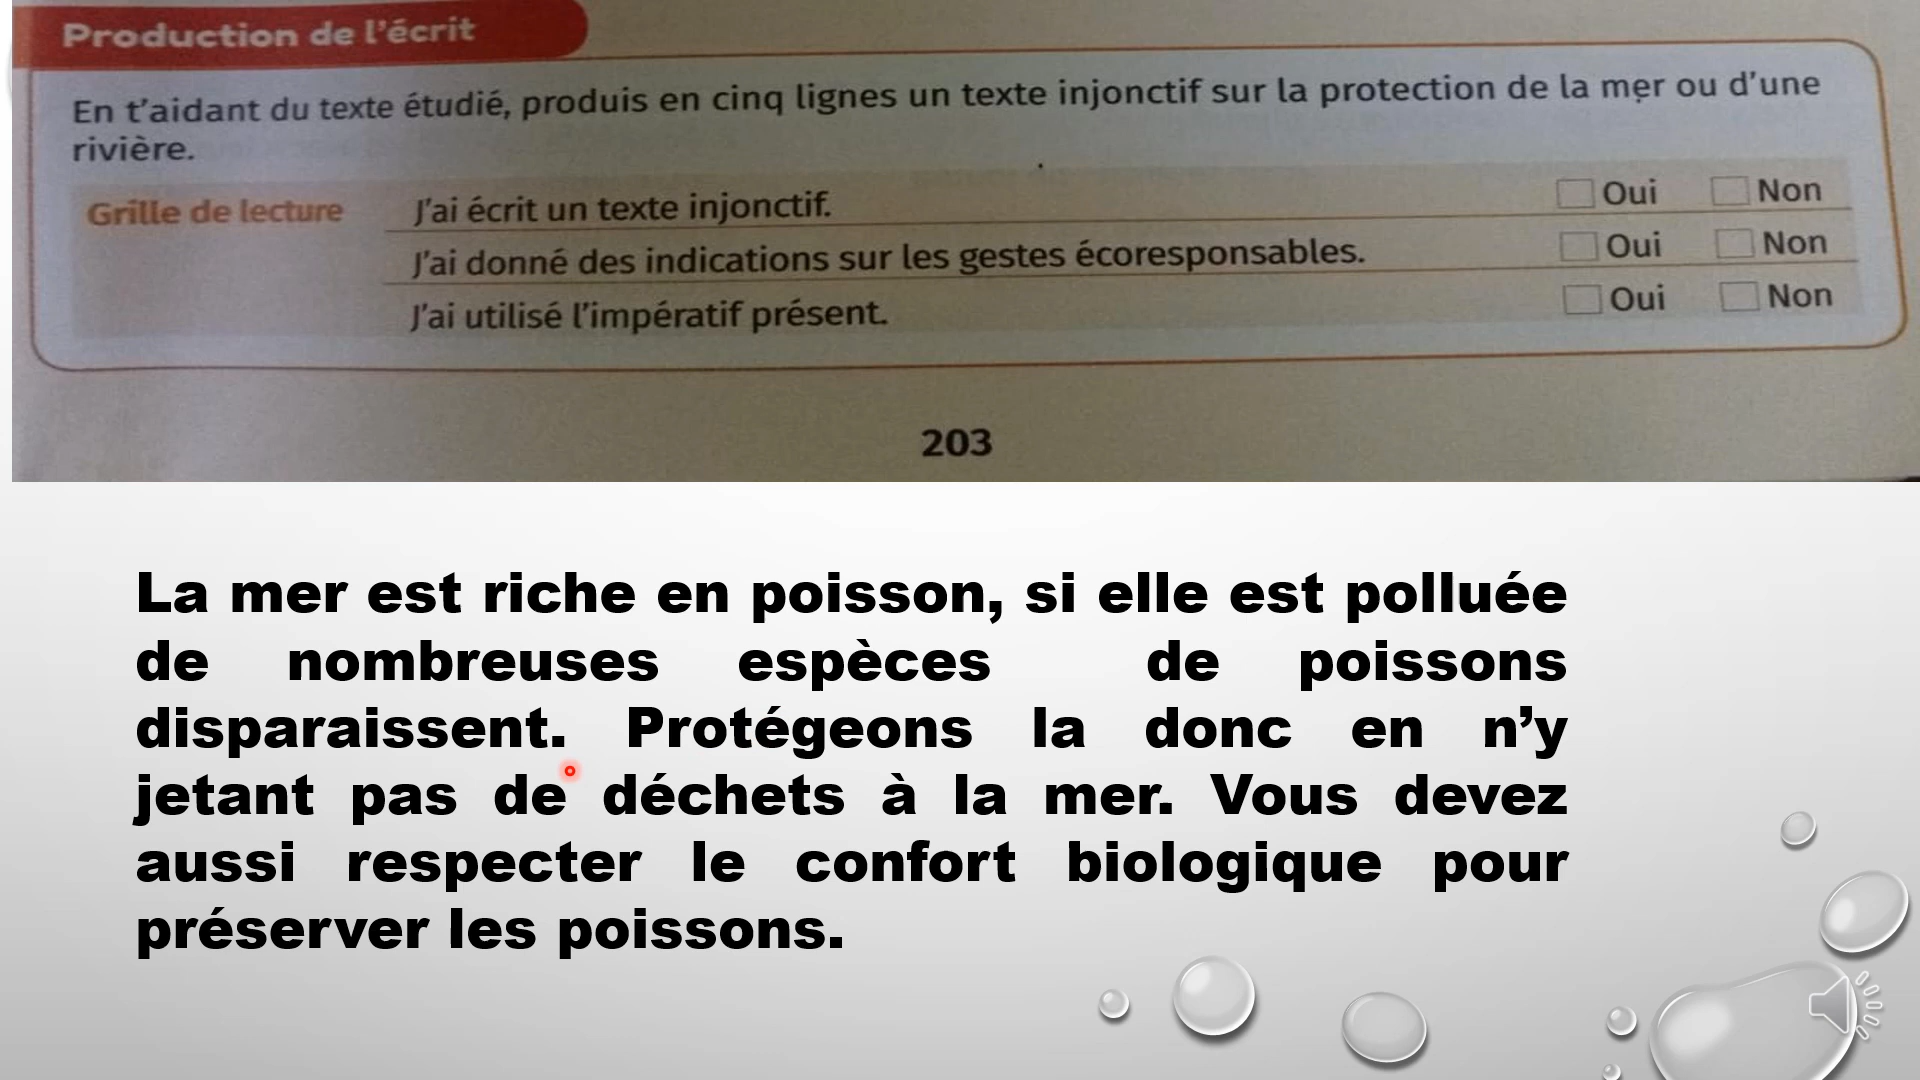 Production de l'écrit
En t'aidant du texte étudié, produis en cinq lignes un texte injonctif sur la protection de la mer ou d'une
rivière.
Grille de lecture J'ai écrit un texte injonctif. Oui Non
J'ai donné des indications sur les gestes écoresponsables. Oui Non
J'ai utilisé l'impératif présent. Oui Non
203
La mer est riche en poisson, si elle est polluée
de nombreuses espèces de poissons
disparaissent. Protégeons la donc en n'y
jetant pas de déchets à la mer. Vous devez
aussi respecter le confort biologique pour
préserver les poissons.